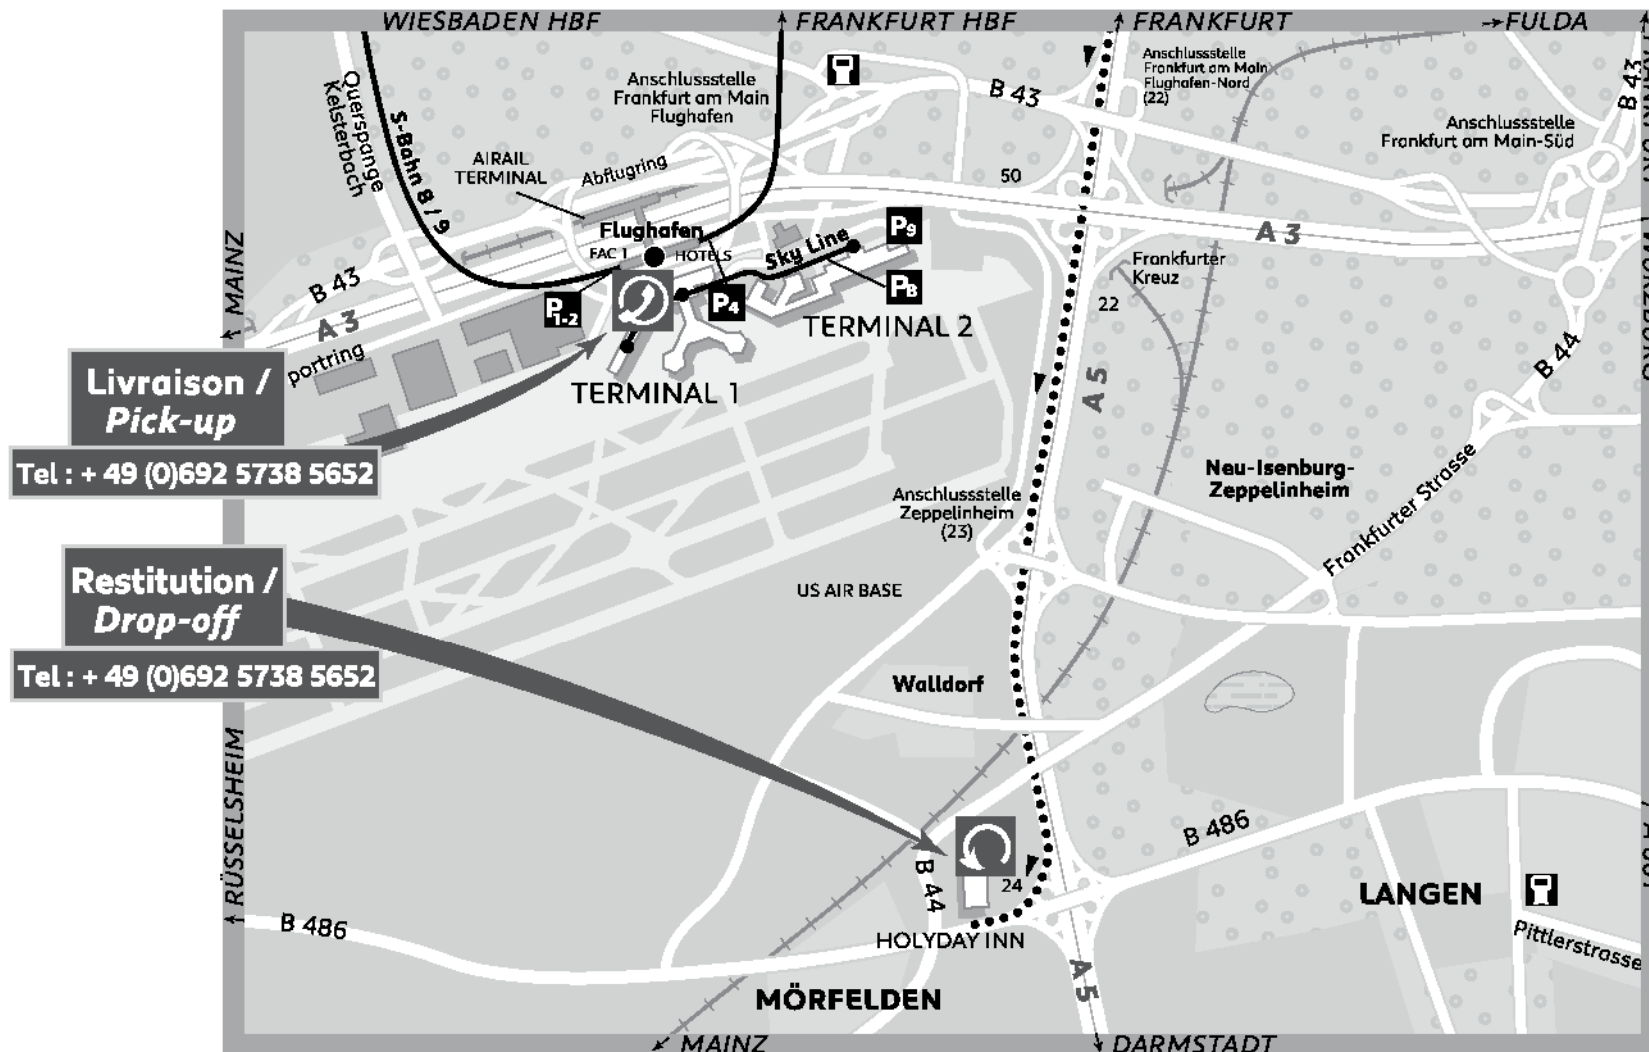 WIESBADEN HBF
FRANKFURT HBF
FRANKFURT
→FULDA
Anschlussstelle
Frankfurt am Main
Flughafen-Nord
(22)
Anschlussstelle
Frankfurt am Main
Flughafen
B 43
B 43
Querspange
Kelsterbach
S-Bahn 8 / 9
AIRAIL
TERMINAL
Abflugring
Anschlussstelle
Frankfurt am Main-Süd
50
Flughafen
FAC 1
HOTELS
Sky Line
P9
A 3
Frankfurter
Kreuz
MAINZ
B 43
A 3
P1-2
P4
P8
22
TERMINAL 2
B 44
portring
TERMINAL 1
A 5
Livraison /
Pick-up
Tel : + 49 (0)692 5738 5652
Neu-Isenburg-
Zeppelinheim
Frankfurter Strasse
Anschlussstelle
Zeppelinheim
(23)
US AIR BASE
Restitution /
Drop-off
Tel : + 49 (0)692 5738 5652
Walldorf
RÜSSELSHEIM
B 486
B 44
24
LANGEN
B 486
HOLYDAY INN
Pittlerstrasse
A 5
MÖRFELDEN
MAINZ
DARMSTADT